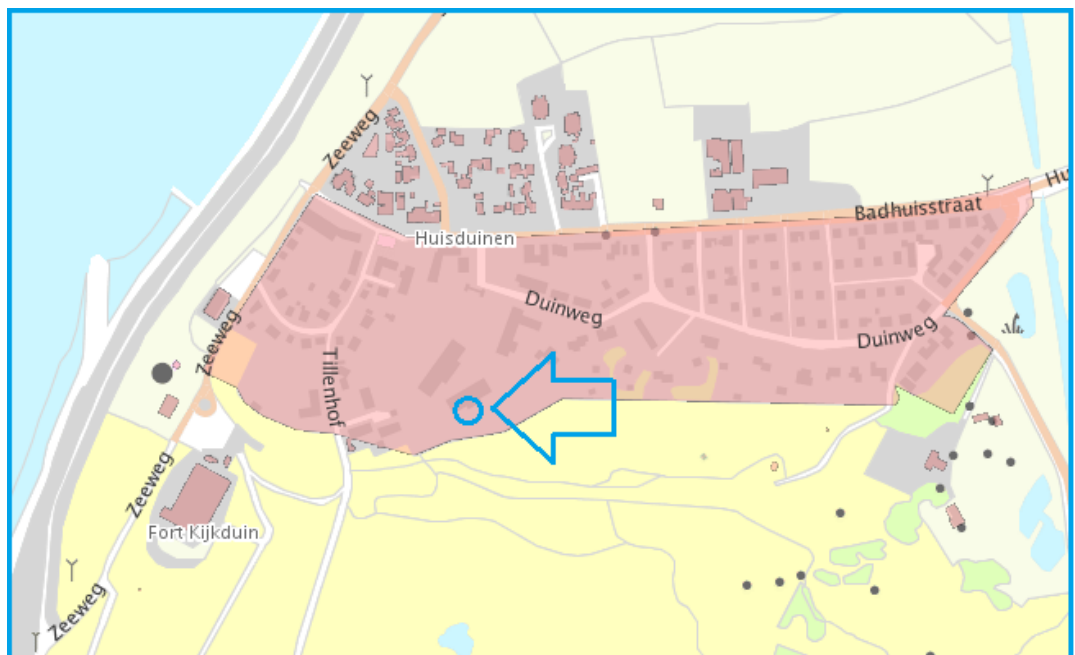 Zeeweg
Hu
Badhuisstraat
Huisduinen
Duinweg
Zeeweg
Duinweg
Tillenhof
Zeeweg
Fort Kijkduin
Zeeweg